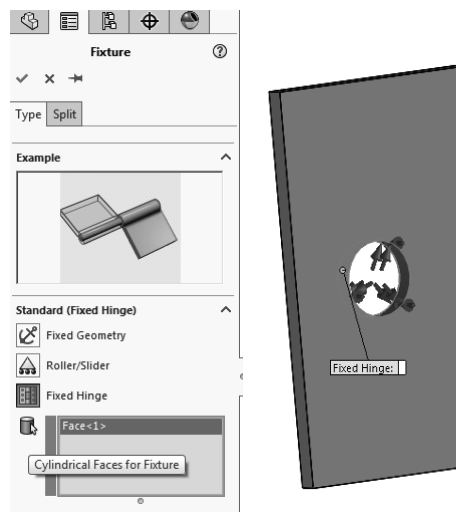 Fixture
Type Split
Example
Standard (Fixed Hinge)
Fixed Geometry
Roller/Slider
Fixed Hinge
Face<1>
Cylindrical Faces for Fixture
Fixed Hinge: